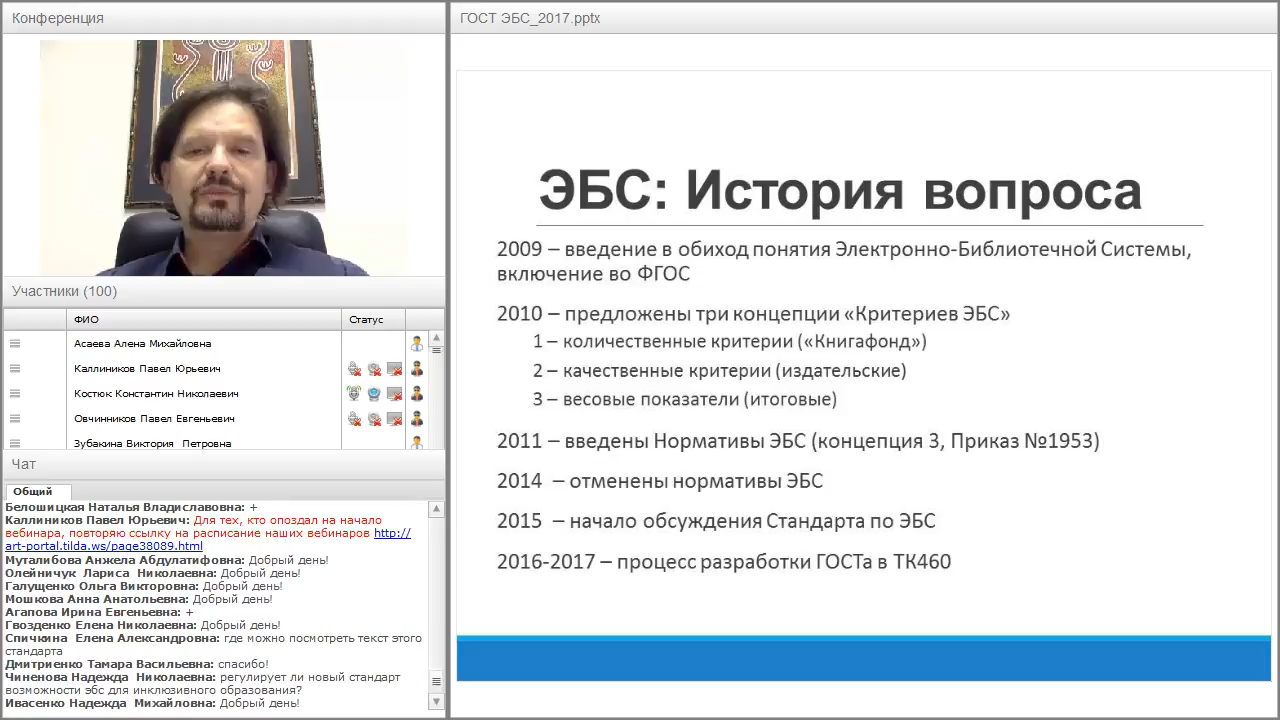 Конференция
Участники (100)
ФИО
Статус
Асаева Алена Михайловна
Каллиников Павел Юрьевич
Костюк Константин Николаевич
Овчинников Павел Евгеньевич
Зубакина Виктория Петровна
Чат
Общий
Белошицкая Наталья Владиславовна: +
Каллиников Павел Юрьевич: Для тех, кто опоздал на начало
вебинара, повторяю ссылку на расписание наших вебинаров http://
art-portal.tilda.ws/page38089.html
Муталибова Анжела Абдулатифовна: Добрый день!
Олейничук Лариса Николаевна: Добрый день!
Галущенко Ольга Викторовна: Добрый день!
Мошкова Анна Анатольевна: Добрый день!
Агапова Ирина Евгеньевна: +
Гвозденко Елена Николаевна: Добрый день!
Спичкина Елена Александровна: где можно посмотреть текст этого
стандарта
Дмитриенко Тамара Васильевна: спасибо!
Чиненова Надежда Николаевна: регулирует ли новый стандарт
возможности эбс для инклюзивного образования?
Ивасенко Надежда Михайловна: Добрый день!
ГОСТ ЭБС_2017.pptx
ЭБС: История вопроса
2009 – введение в обиход понятия Электронно-Библиотечной Системы,
включение во ФГОС
2010 – предложены три концепции «Критериев ЭБС»
1 – количественные критерии («Книгафонд»)
2 – качественные критерии (издательские)
3 – весовые показатели (итоговые)
2011 – введены Нормативы ЭБС (концепция 3, Приказ №1953)
2014 – отменены нормативы ЭБС
2015 – начало обсуждения Стандарта по ЭБС
2016-2017 – процесс разработки ГОСТа в ТК460